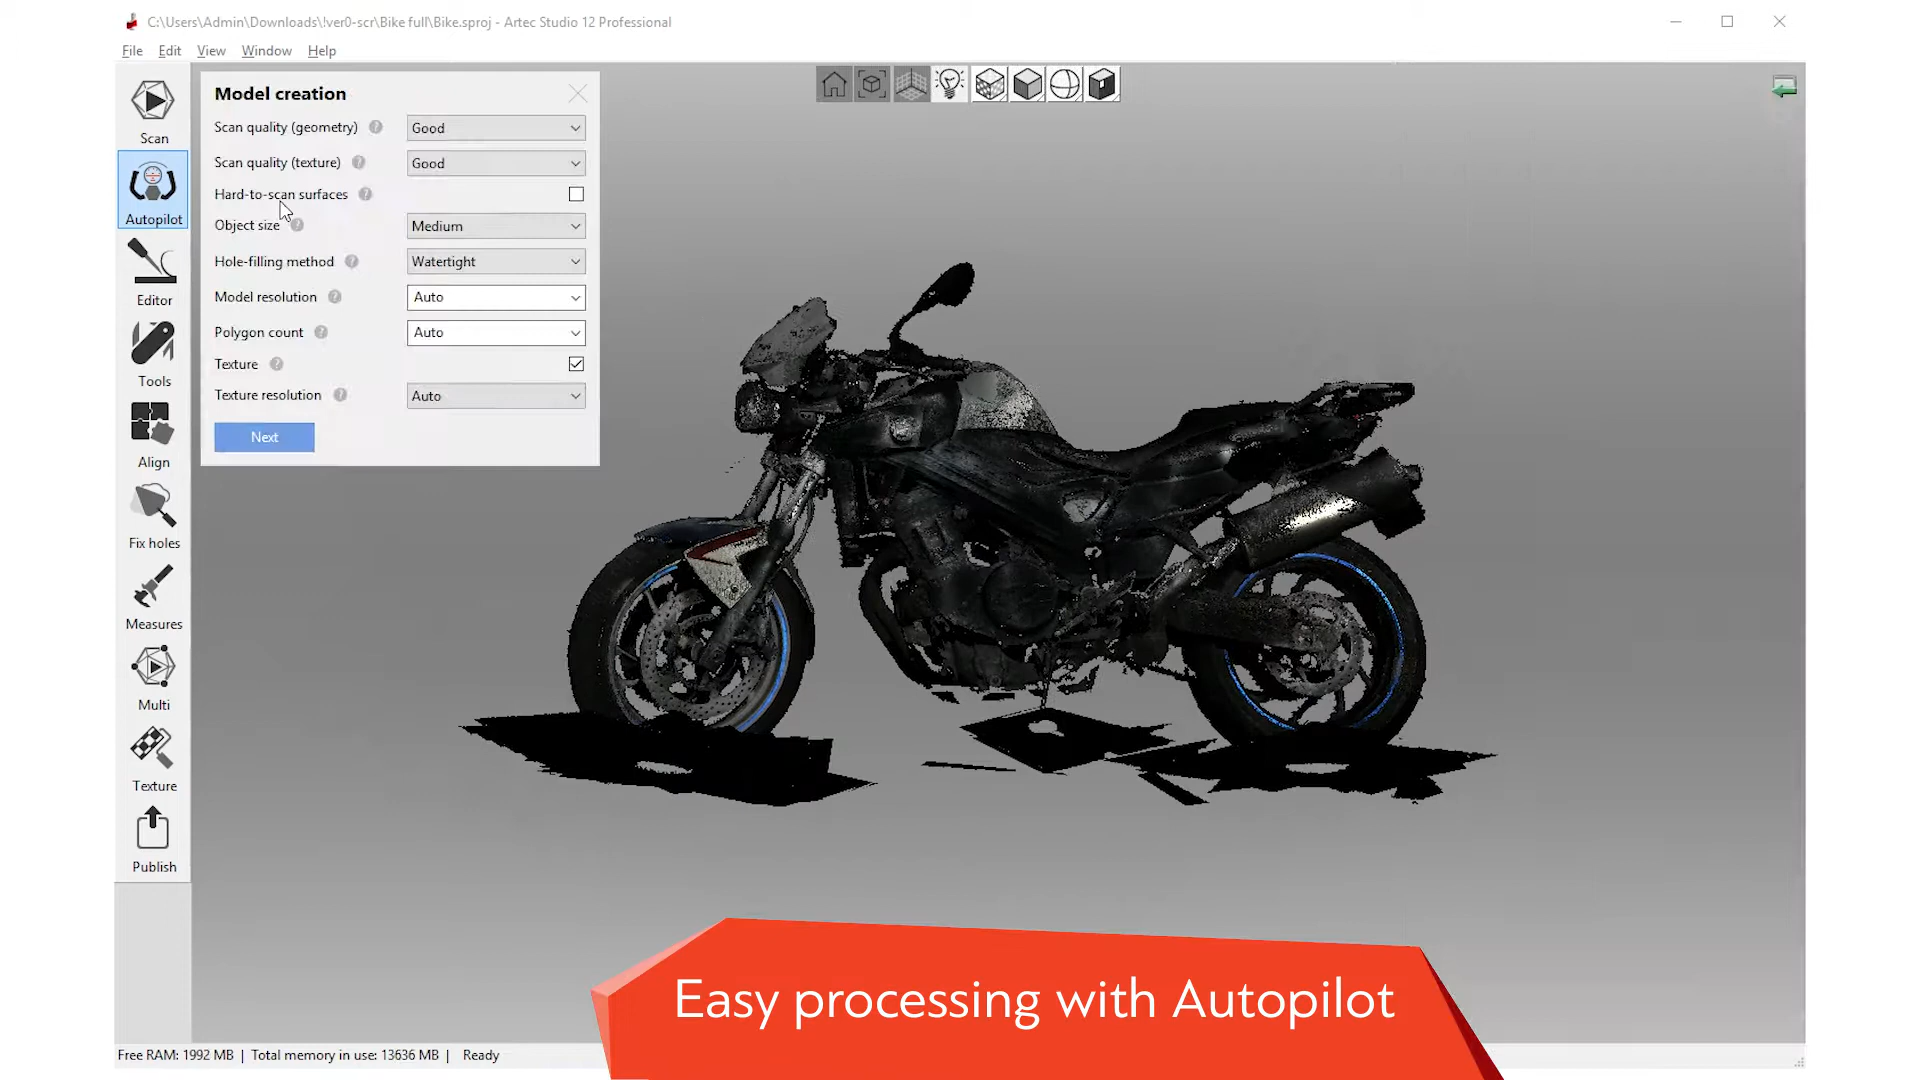 C:\Users\Admin\Downloads\!ver0-scr\Bike full\Bike.sproj - Artec Studio 12 Professional
File Edit View Window Help
Scan
Autopilot
Editor
Tools
Align
Fix holes
Measures
Multi
Texture
Publish
Model creation
Scan quality (geometry) ? Good
Scan quality (texture) ? Good
Hard-to-scan surfaces ?
Object size ? Medium
Hole-filling method ? Watertight
Model resolution ? Auto
Polygon count ? Auto
Texture ?
Texture resolution ? Auto
Next
Easy processing with Autopilot
Free RAM: 1992 MB | Total memory in use: 13636 MB | Ready